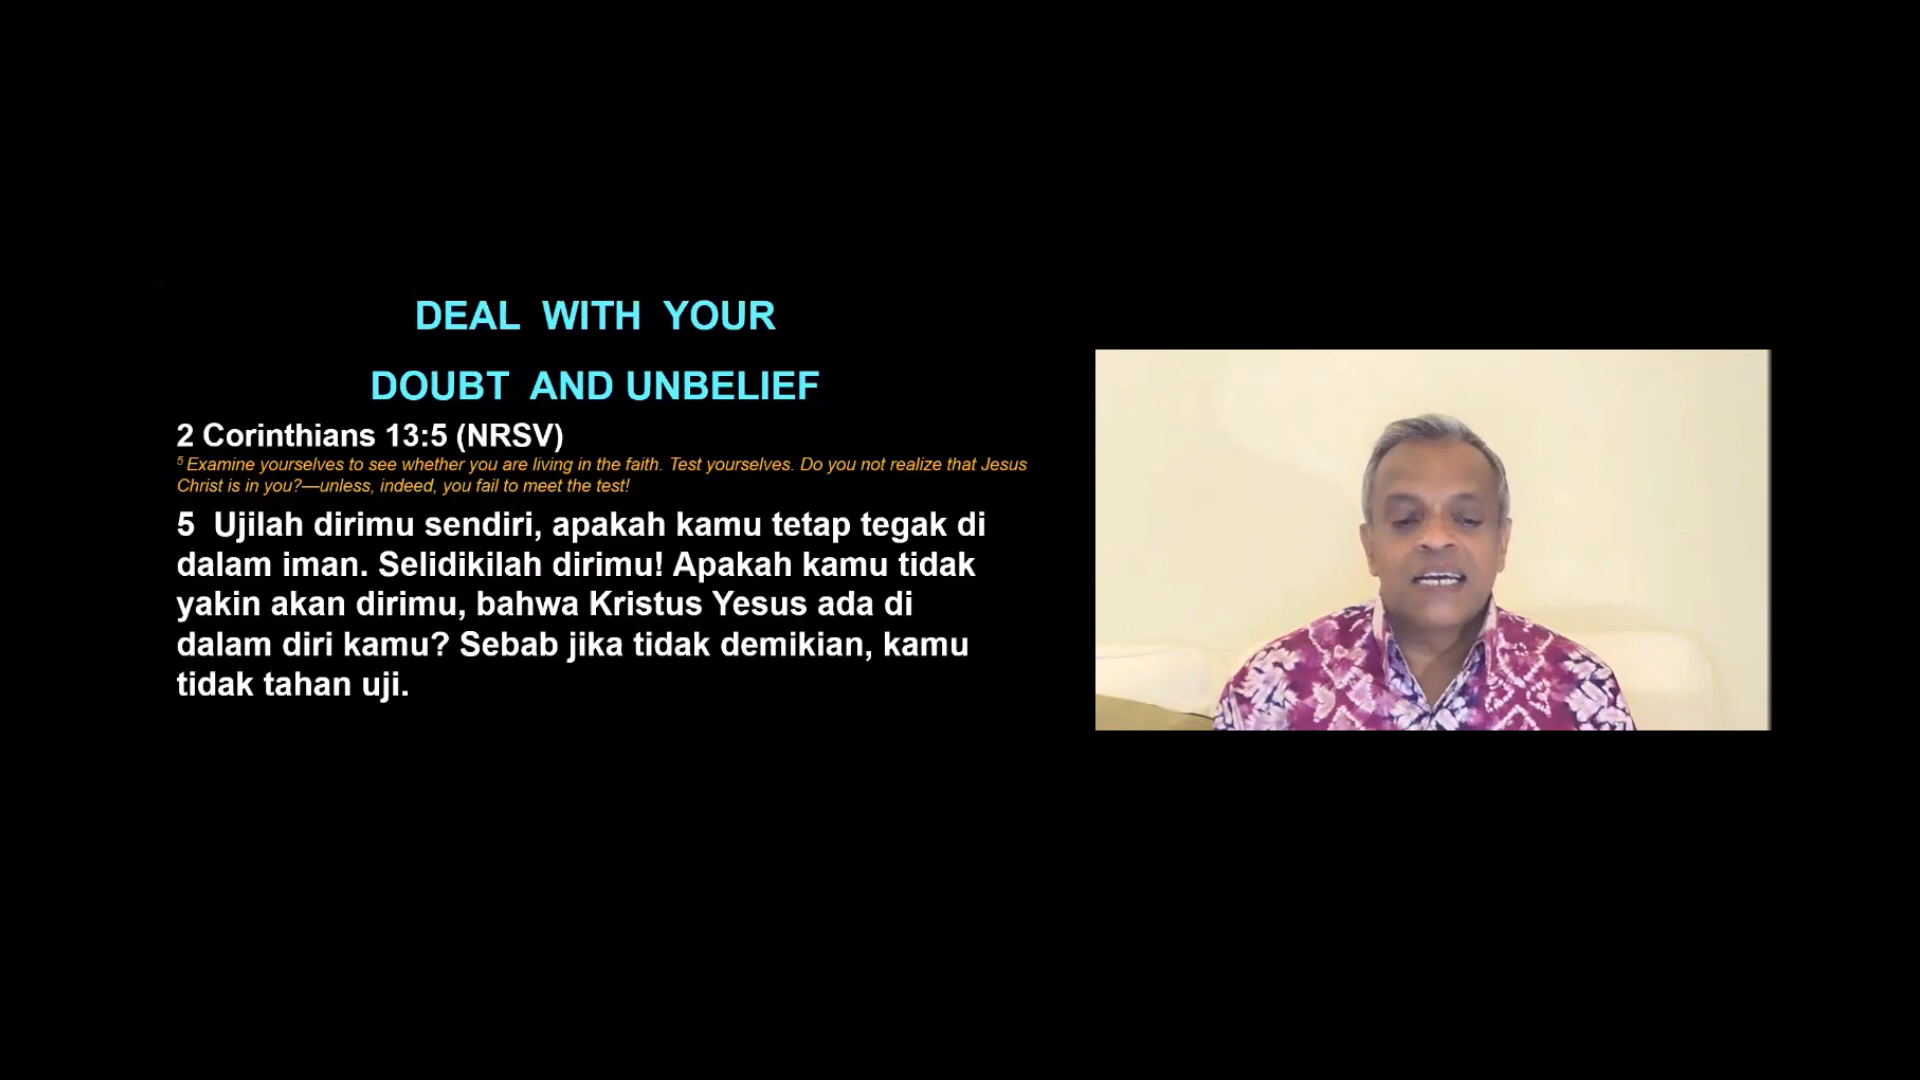 DEAL WITH YOUR
DOUBT AND UNBELIEF
2 Corinthians 13:5 (NRSV)
5 Examine yourselves to see whether you are living in the faith. Test yourselves. Do you not realize that Jesus
Christ is in you?—unless, indeed, you fail to meet the test!
5 Ujilah dirimu sendiri, apakah kamu tetap tegak di
dalam iman. Selidikilah dirimu! Apakah kamu tidak
yakin akan dirimu, bahwa Kristus Yesus ada di
dalam diri kamu? Sebab jika tidak demikian, kamu
tidak tahan uji.